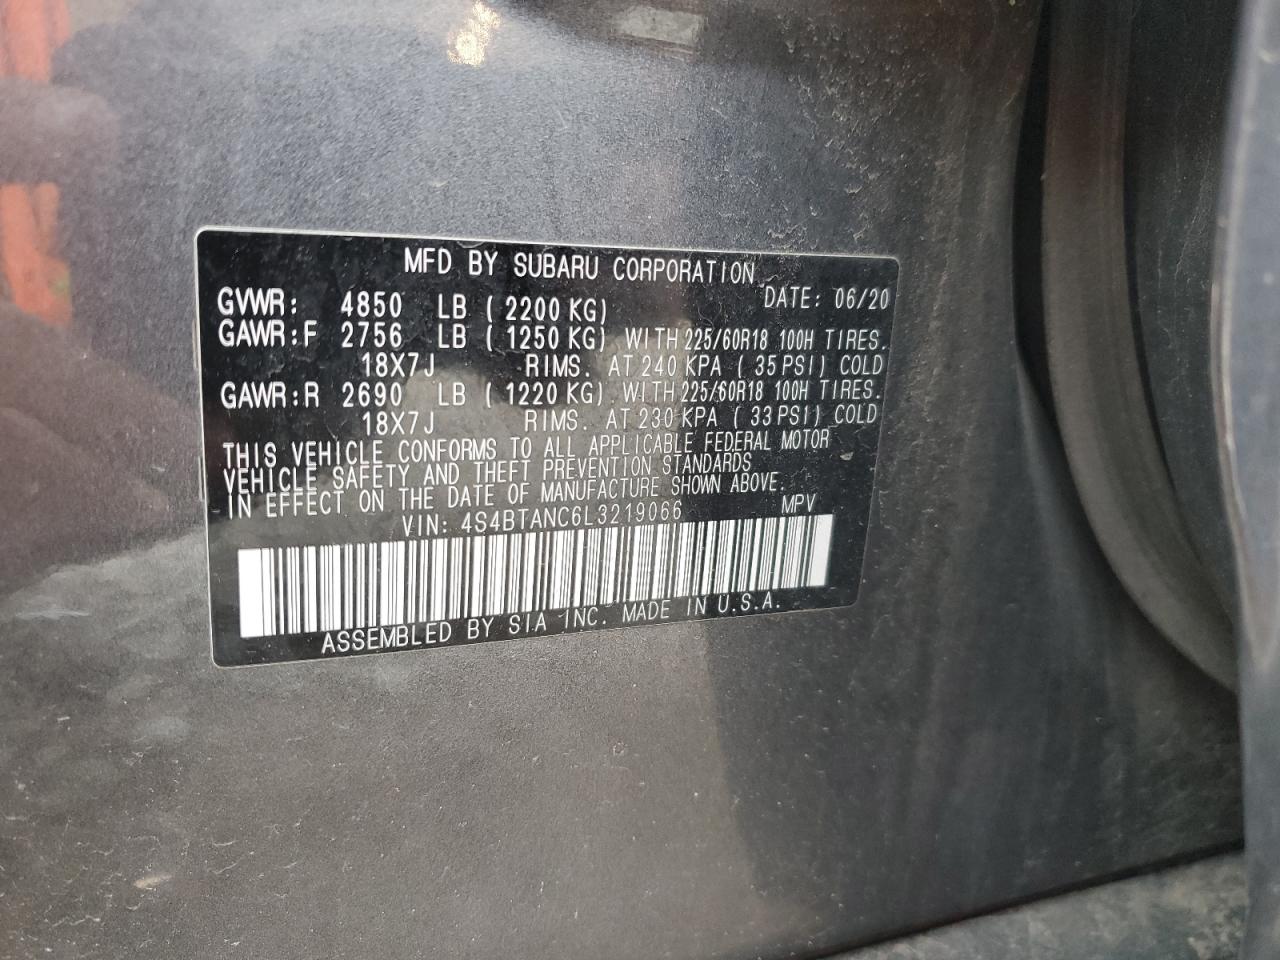 MFD BY SUBARU CORPORATION
DATE: 06/20
GVWR: 4850 LB ( 2200 KG)
GAWR:F 2756 LB ( 1250 KG) WITH 225/60R18 100H TIRES.
18X7J RIMS. AT 240 KPA ( 35 PSI) COLD
GAWR:R 2690 LB ( 1220 KG) WITH 225/60R18 100H TIRES.
18X7J RIMS. AT 230 KPA ( 33 PSI) COLD
THIS VEHICLE CONFORMS TO ALL APPLICABLE FEDERAL MOTOR
VEHICLE SAFETY AND THEFT PREVENTION STANDARDS
IN EFFECT ON THE DATE OF MANUFACTURE SHOWN ABOVE.
VIN: 4S4BTANC6L3219066 MPV
ASSEMBLED BY SIA INC. MADE IN U.S.A.